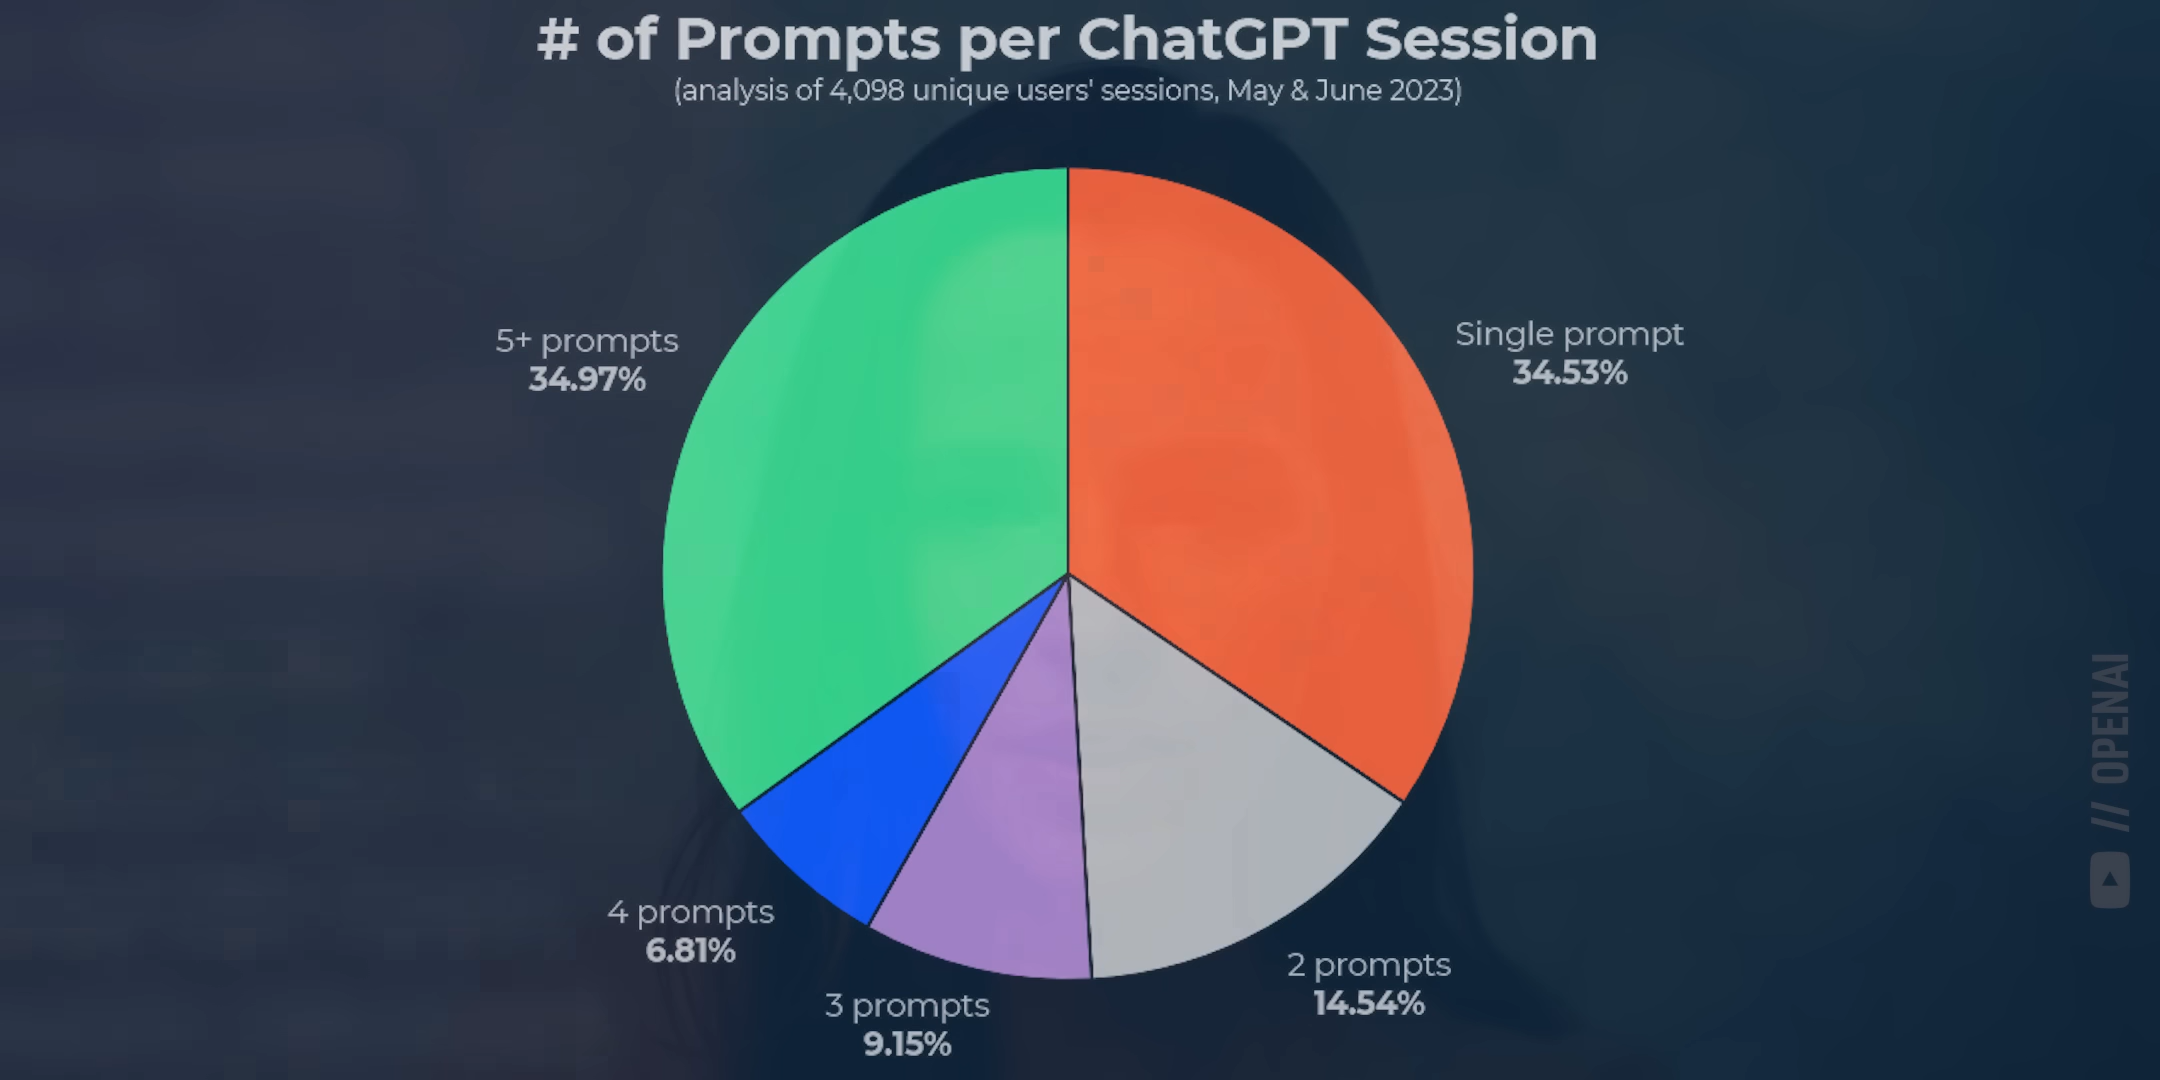 # of Prompts per ChatGPT Session
(analysis of 4,098 unique users' sessions, May & June 2023)
5+ prompts
34.97%
Single prompt
34.53%
4 prompts
6.81%
3 prompts
9.15%
2 prompts
14.54%
// OPENAI